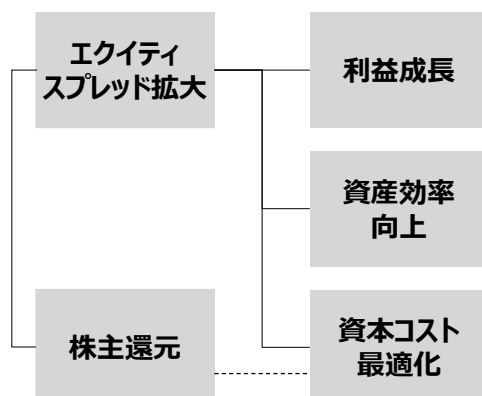 エクイティ
スプレッド拡大
利益成長
資産効率
向上
株主還元
資本コスト
最適化